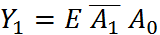 Y₁ = E A̅₁ A₀